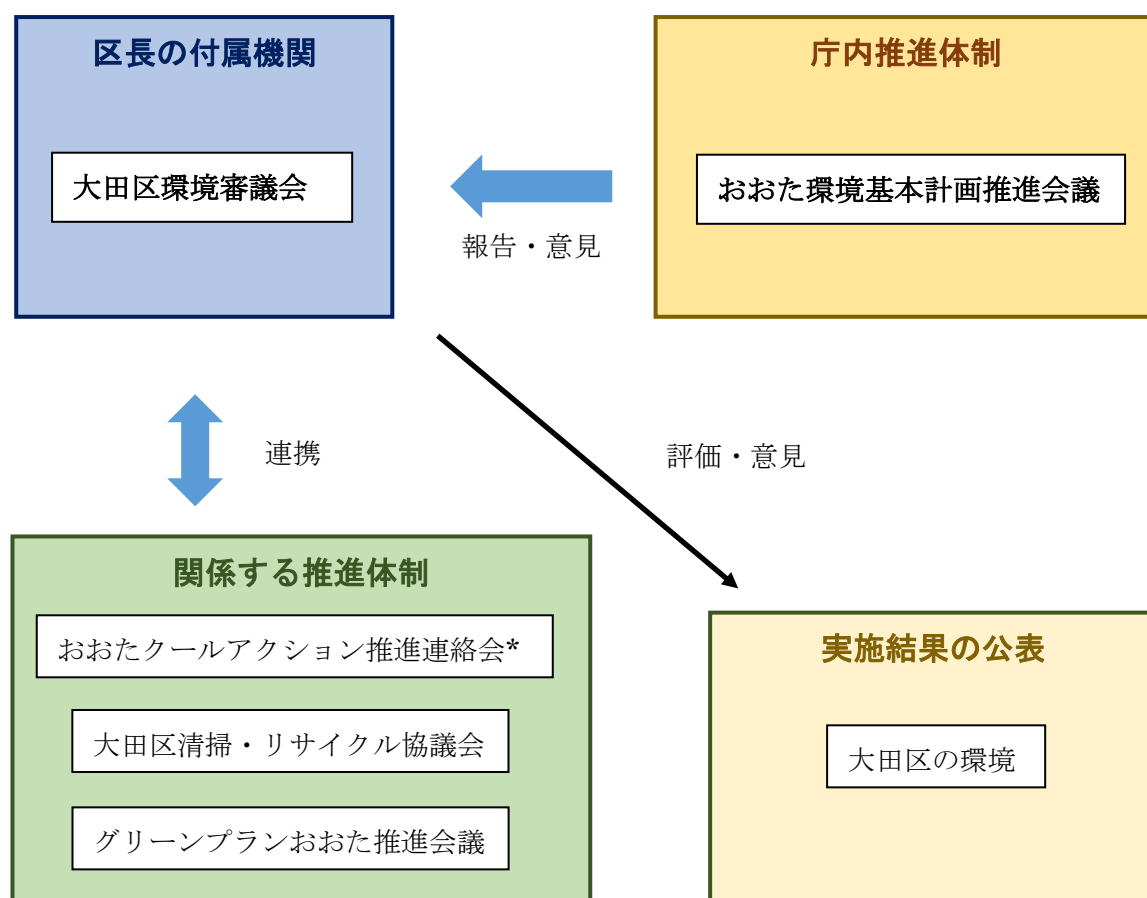 区長の付属機関
大田区環境審議会
報告・意見
庁内推進体制
おおた環境基本計画推進会議
連携
評価・意見
関係する推進体制
おおたクールアクション推進連絡会*
大田区清掃・リサイクル協議会
グリーンプランおおた推進会議
実施結果の公表
大田区の環境